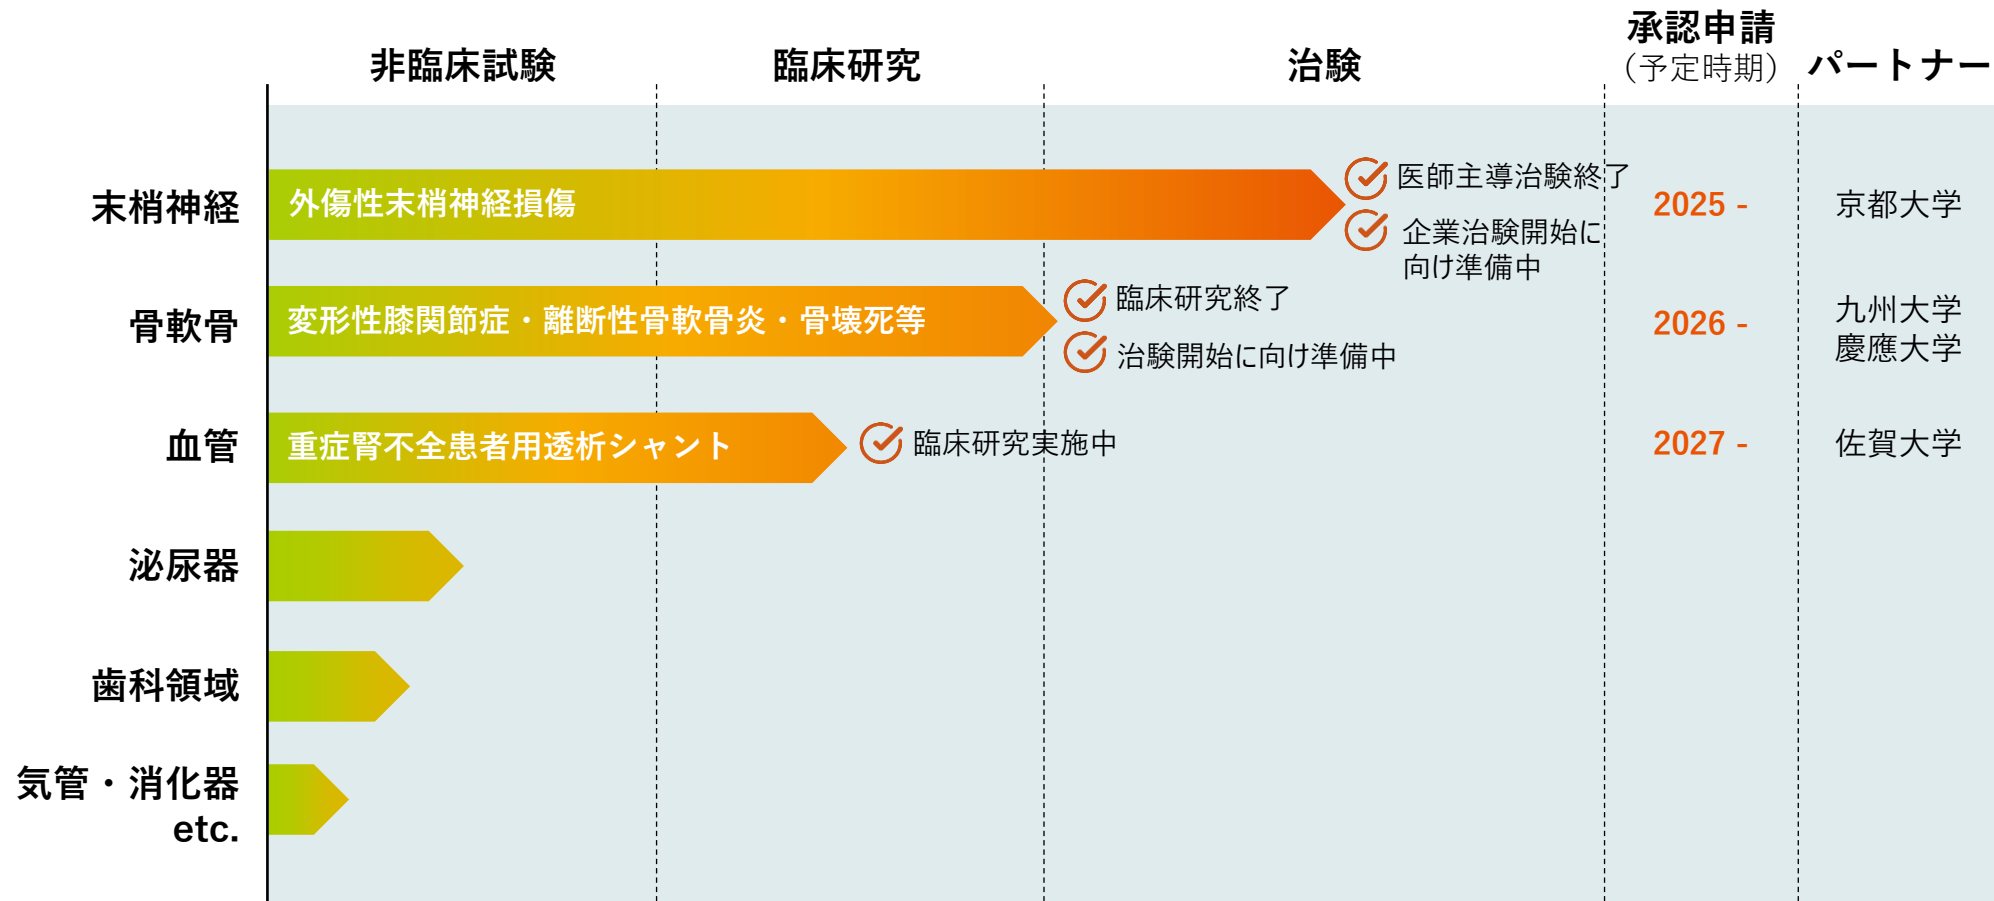 非臨床試験
臨床研究
治験
承認申請
（予定時期）
パートナー
末梢神経
外傷性末梢神経損傷
医師主導治験終了
企業治験開始に
向け準備中
2025 -
京都大学
骨軟骨
変形性膝関節症・離断性骨軟骨炎・骨壊死等
臨床研究終了
治験開始に向け準備中
2026 -
九州大学
慶應大学
血管
重症腎不全患者用透析シャント
臨床研究実施中
2027 -
佐賀大学
泌尿器
歯科領域
気管・消化器
etc.